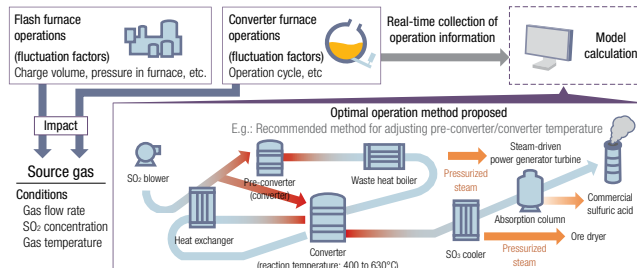 Flash furnace
operations
(fluctuation factors)
Charge volume, pressure in furnace, etc.
Converter furnace
operations
(fluctuation factors)
Operation cycle, etc
Real-time collection of
operation information
Model
calculation
Impact
Source gas
Conditions
Gas flow rate
SO2 concentration
Gas temperature
Optimal operation method proposed
E.g.: Recommended method for adjusting pre-converter/converter temperature
SO2 blower
Pre-converter
(converter)
Waste heat boiler
Pressurized
steam
Steam-driven
power generator turbine
Heat exchanger
Converter
(reaction temperature: 400 to 630°C)
SO3 cooler
Absorption column
Commercial
sulfuric acid
Pressurized
steam
Ore dryer